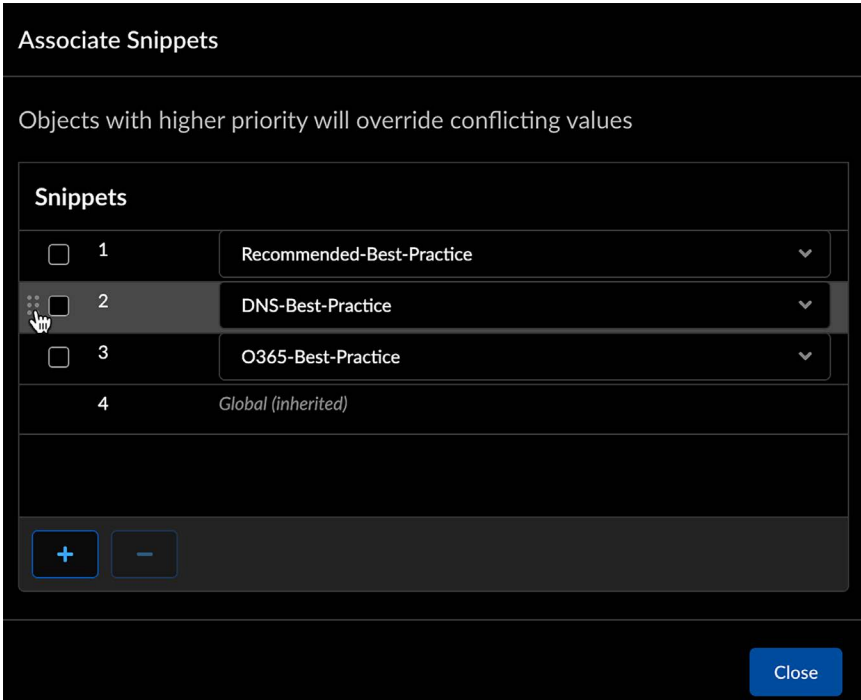 Associate Snippets
Objects with higher priority will override conflicting values
Snippets
1 Recommended-Best-Practice
2 DNS-Best-Practice
3 O365-Best-Practice
4 Global (inherited)
+ −
Close